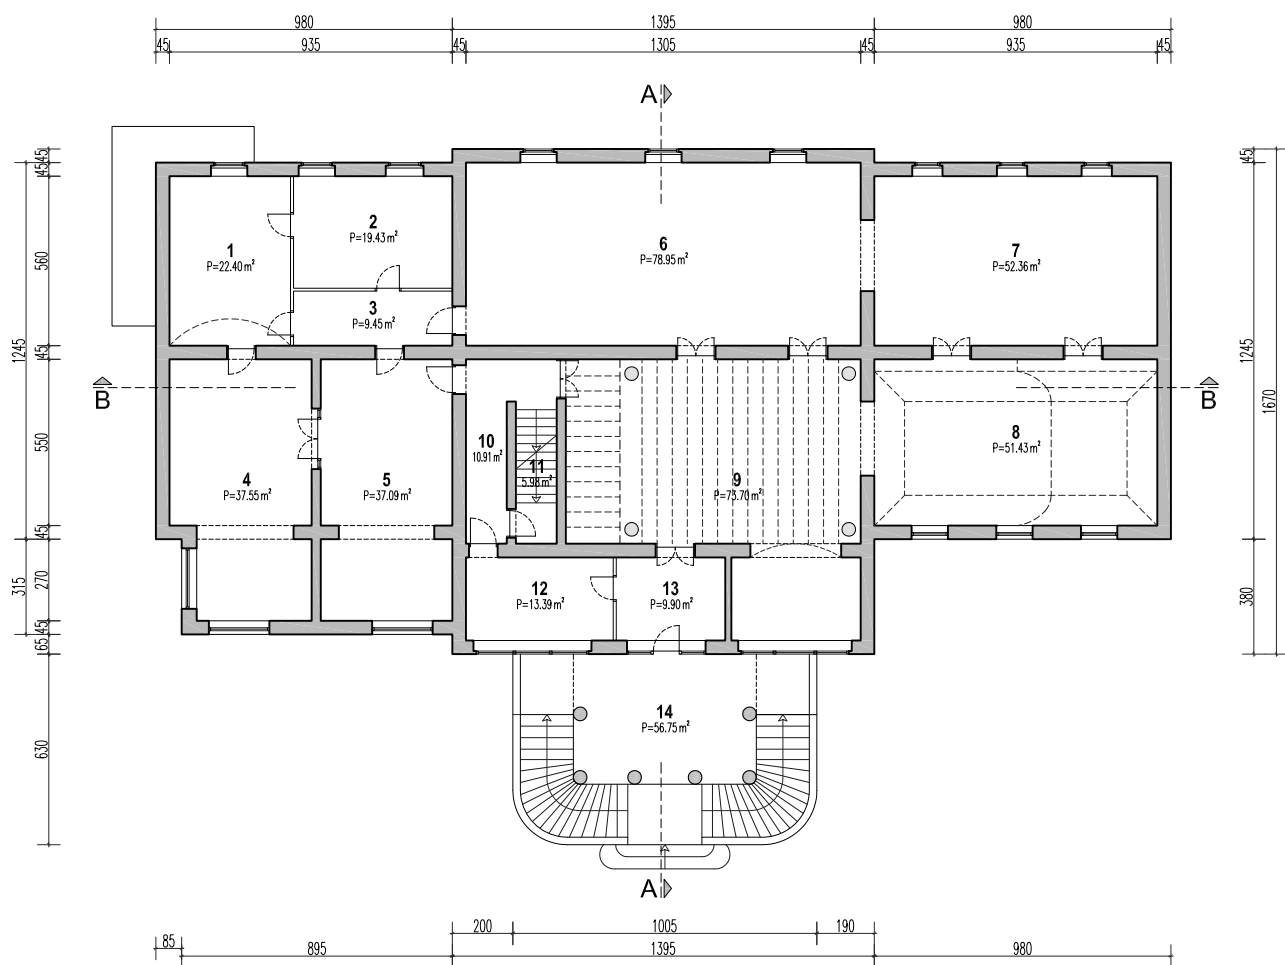 980 1395 980
45 935 45 1305 45 935 45
A
45
45
560
45
550
45
270
45
65
630
1245
315
1
P=22.40 m²
2
P=19.43 m²
3
P=9.45 m²
6
P=78.95 m²
7
P=52.36 m²
45
1245
380
1670
B
B
4
P=37.55 m²
5
P=37.09 m²
10
10.91 m²
11
5.98 m²
9
P=73.70 m²
8
P=51.43 m²
12
P=13.39 m²
13
P=9.90 m²
14
P=56.75 m²
A
200 1005 190
85 895 1395 980